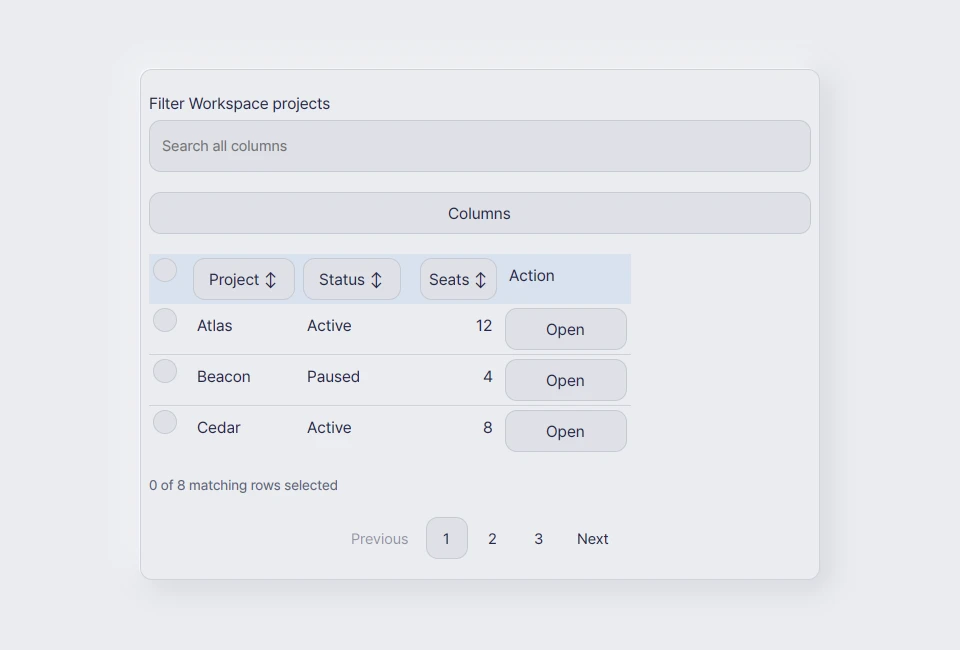 Filter Workspace projects
Search all columns
Columns
Project ↕ Status ↕ Seats ↕ Action
Atlas Active 12 Open
Beacon Paused 4 Open
Cedar Active 8 Open
0 of 8 matching rows selected
Previous 1 2 3 Next